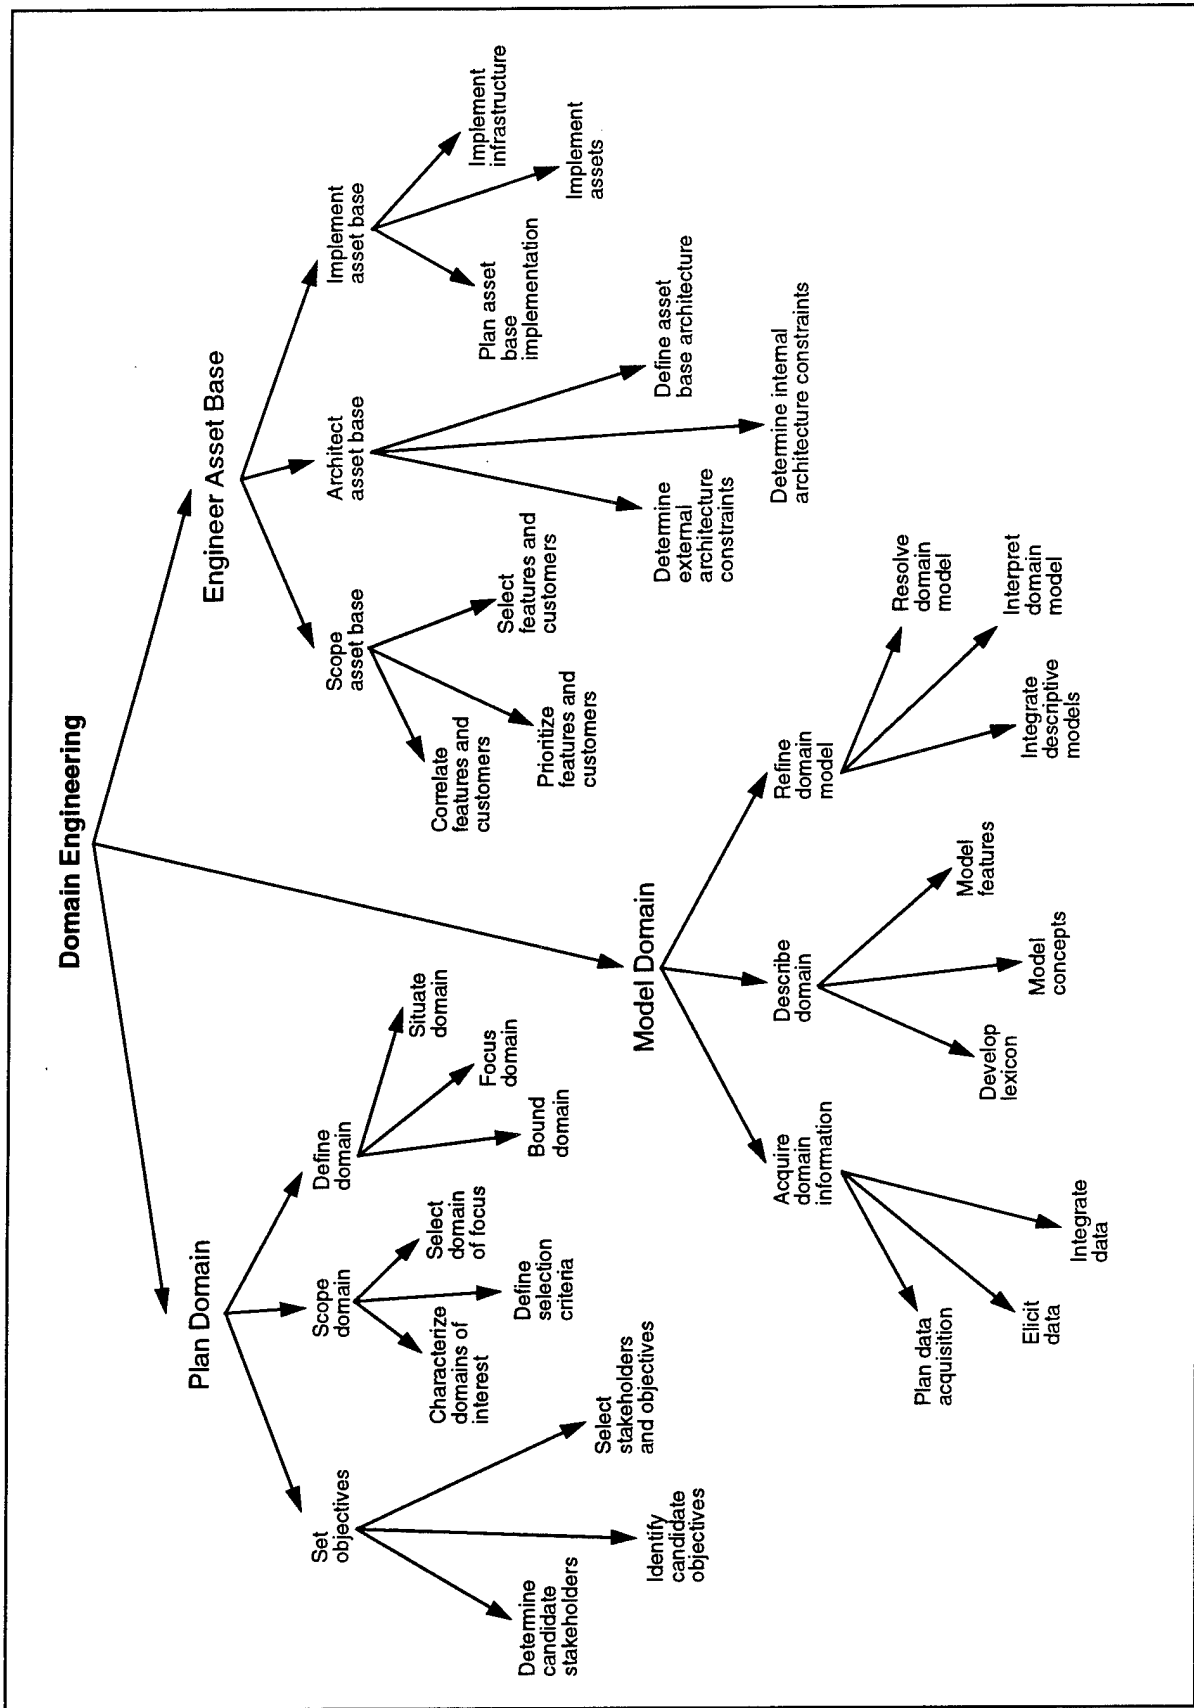 Domain Engineering
Plan Domain
Set
objectives
Determine
candidate
stakeholders
Identify
candidate
objectives
Select
stakeholders
and objectives
Scope
domain
Characterize
domains of
interest
Define
selection
criteria
Select
domain
of focus
Define
domain
Bound
domain
Focus
domain
Situate
domain
Model Domain
Acquire
domain
information
Plan data
acquisition
Elicit
data
Integrate
data
Describe
domain
Develop
lexicon
Model
concepts
Model
features
Refine
domain
model
Integrate
descriptive
models
Interpret
domain
model
Resolve
domain
model
Engineer Asset Base
Scope
asset base
Correlate
features and
customers
Prioritize
features and
customers
Select
features and
customers
Architect
asset base
Determine
external
architecture
constraints
Determine internal
architecture constraints
Define asset
base architecture
Implement
asset base
Plan asset
base
implementation
Implement
assets
Implement
infrastructure